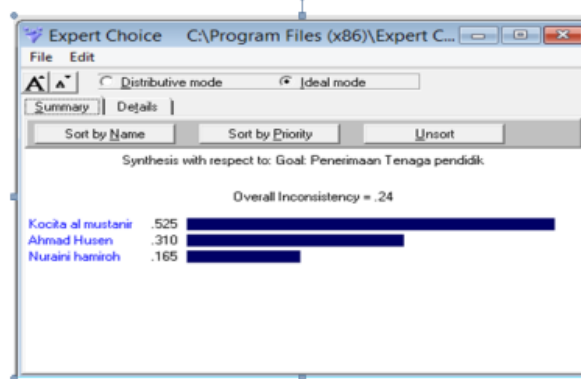 Expert Choice C:\Program Files (x86)\Expert C...
File Edit
A A Distributive mode Ideal mode
Summary Details
Sort by Name Sort by Priority Unsort
Synthesis with respect to: Goal: Penerimaan Tenaga pendidik
Overall Inconsistency = .24
Kocita al mustanir .525
Ahmad Husen .310
Nuraini hamiroh .165